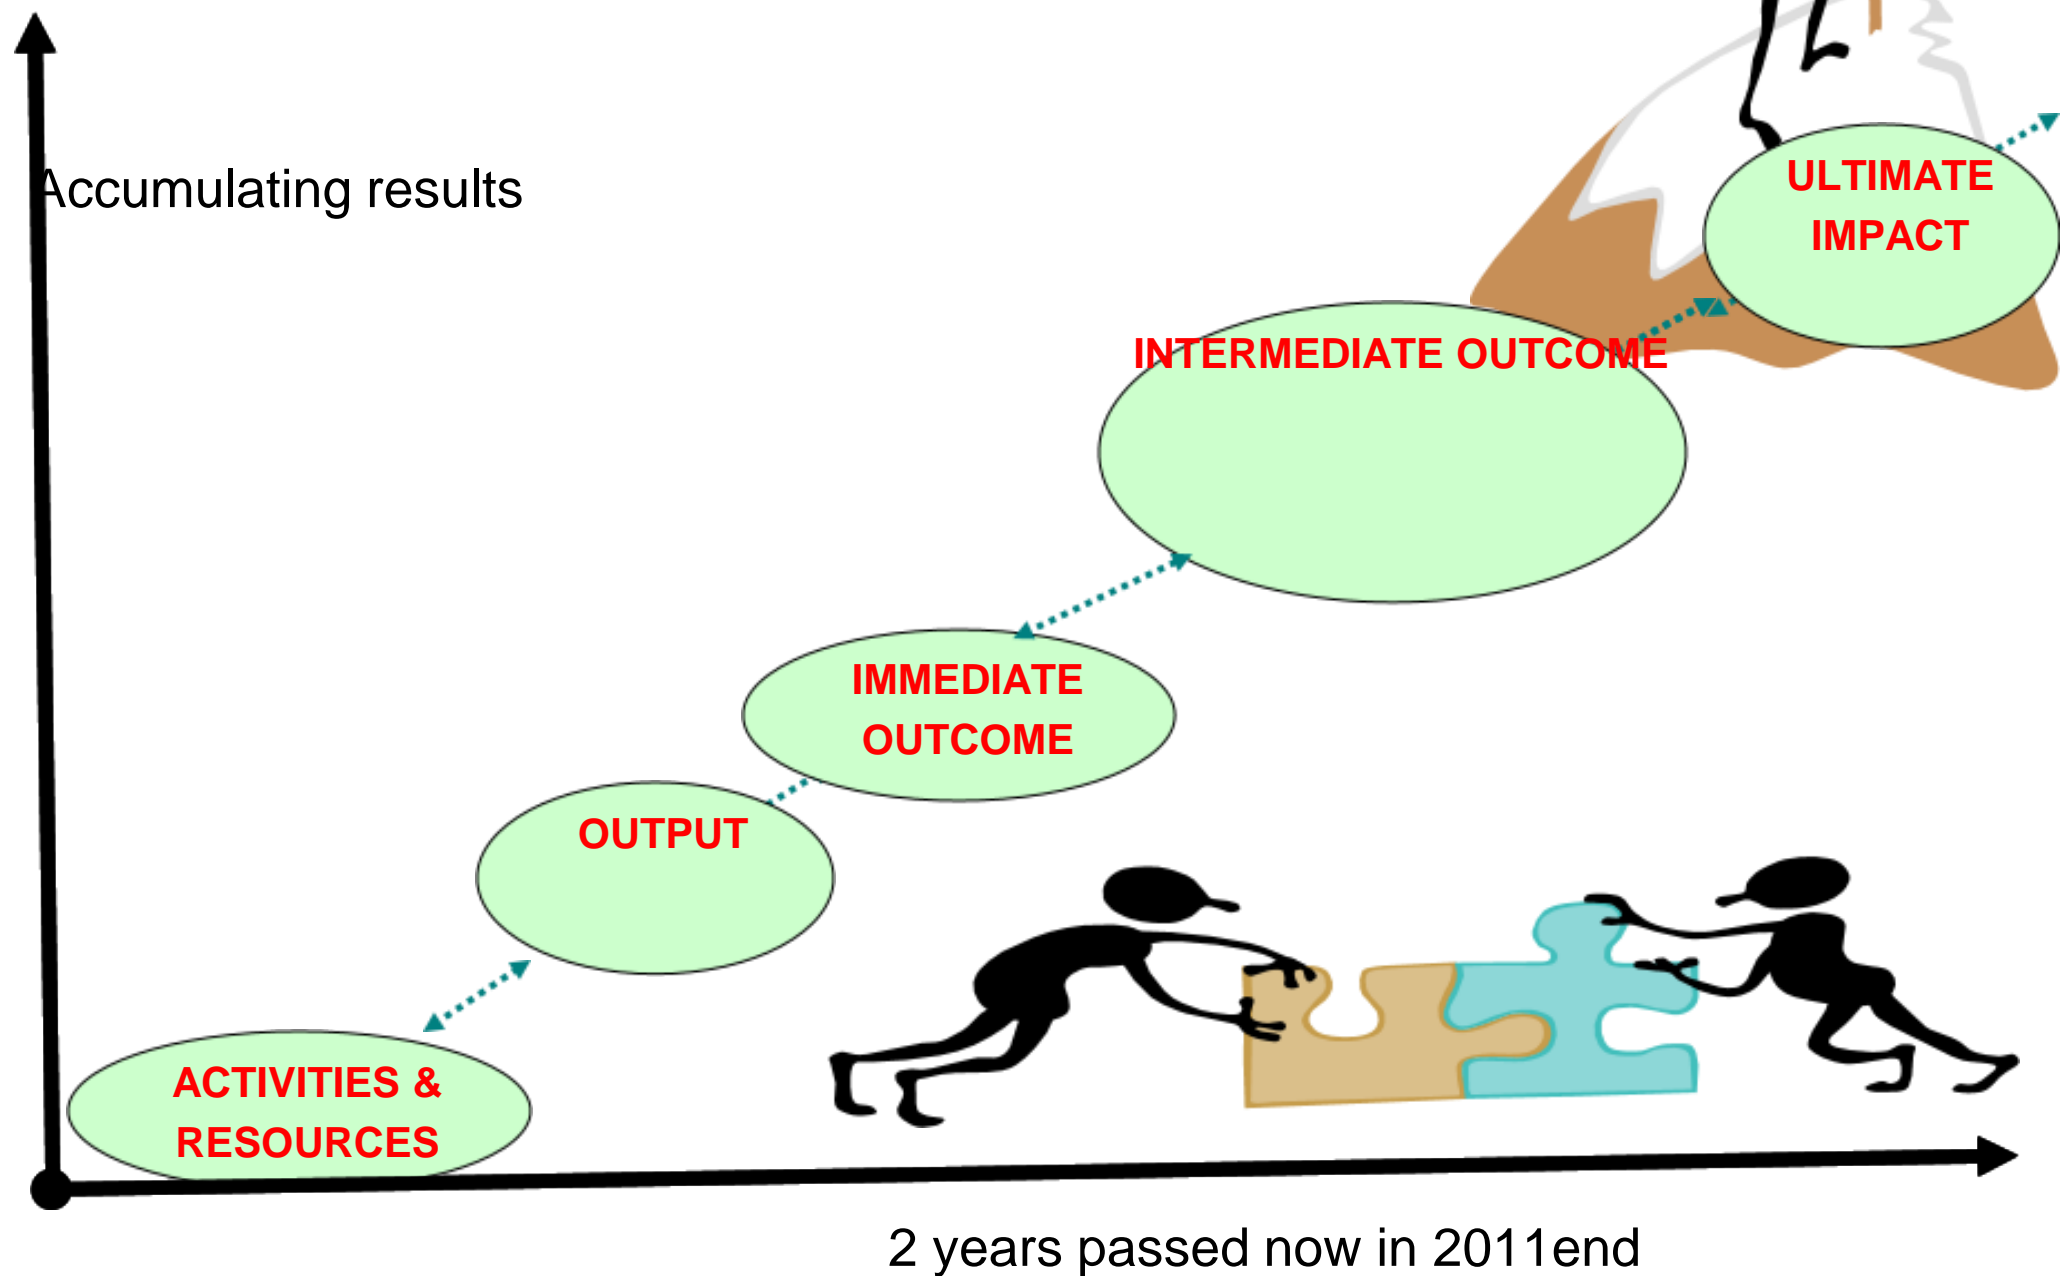 Accumulating results
ULTIMATE
IMPACT
INTERMEDIATE OUTCOME
IMMEDIATE
OUTCOME
OUTPUT
ACTIVITIES &
RESOURCES
2 years passed now in 2011end